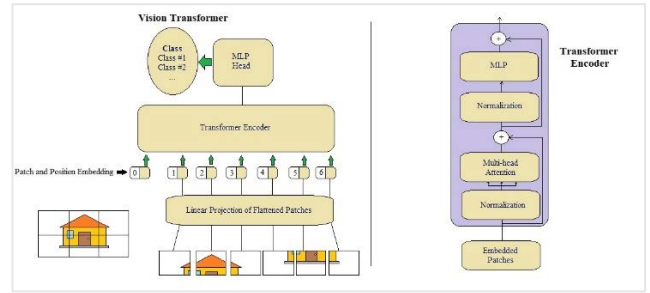 Vision Transformer
Class
Class #1
Class #2
...
MLP
Head
Transformer Encoder
Patch and Position Embedding
0 1 2 3 4 5 6
Linear Projection of Flattened Patches
Transformer
Encoder
+
MLP
Normalization
+
Multi-head
Attention
Normalization
Embedded
Patches